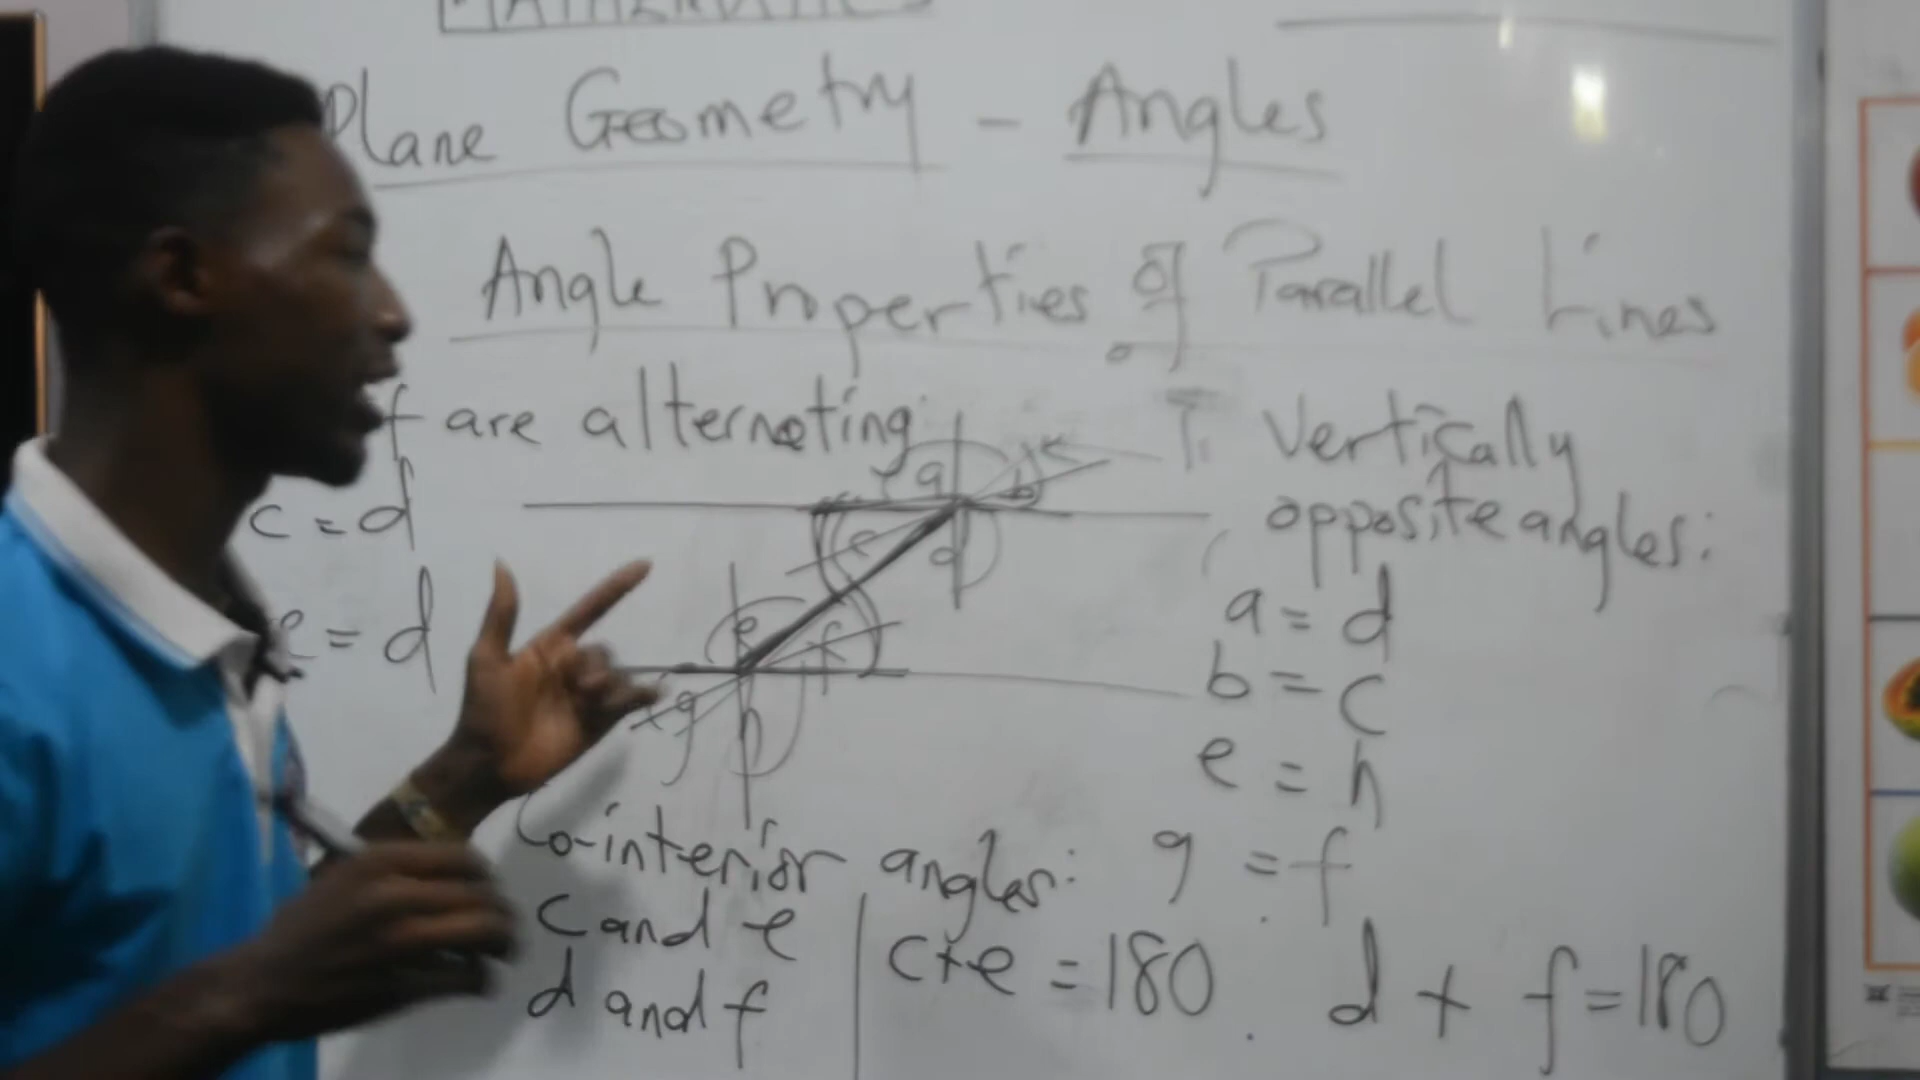 MATHEMATICS
Plane Geometry - Angles
Angle Properties of Parallel Lines
f are alternating
c = d
e = d
a
b
c
d
e
f
g
h
Vertically
opposite angles:
a = d
b = c
e = h
g = f
Co-interior angles:
c and e
d and f
c+e = 180
d + f = 180